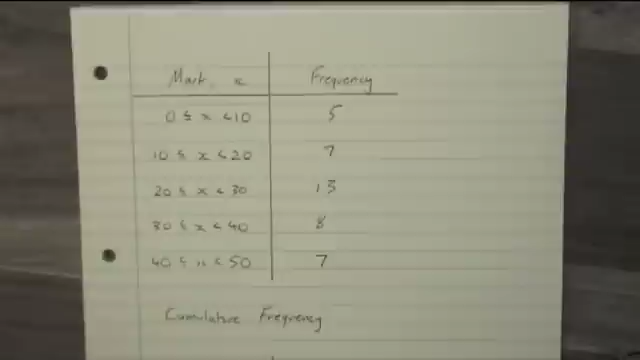 Mark, x Frequency
0 ≤ x < 10 5
10 ≤ x < 20 7
20 ≤ x < 30 13
30 ≤ x < 40 8
40 ≤ x < 50 7
Cumulative Frequency